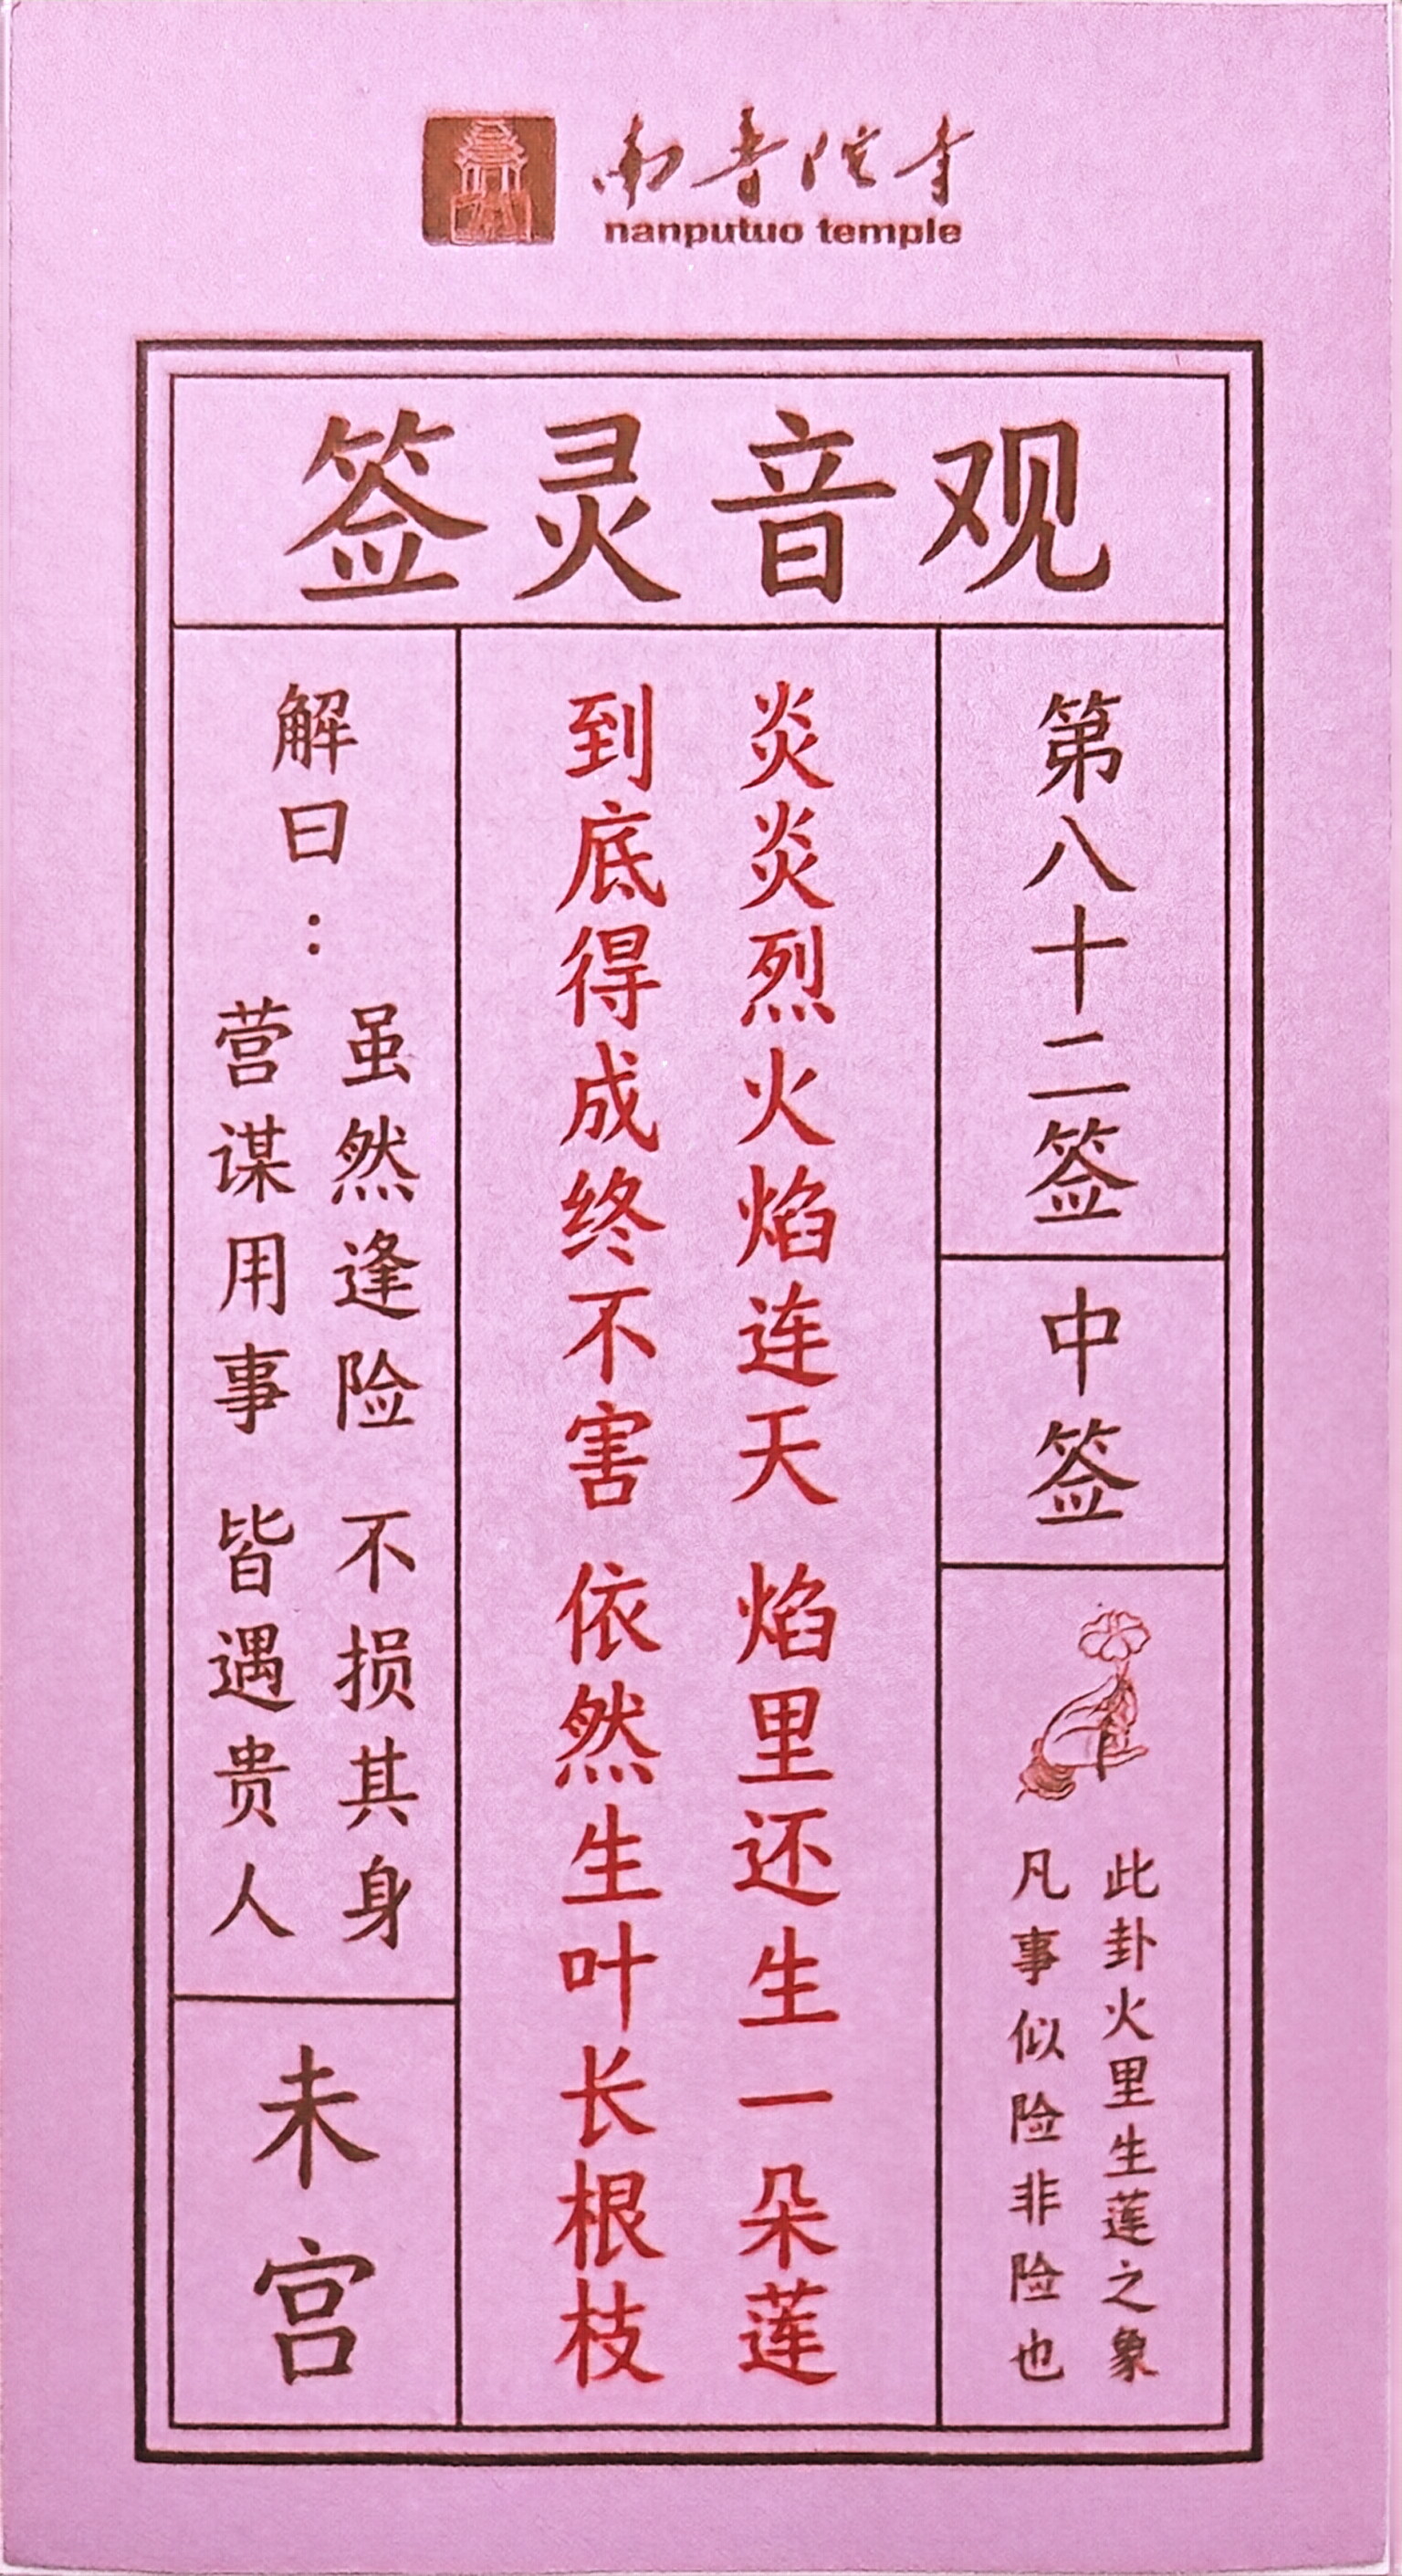 南普陀寺
nanputuo temple
观音灵签
第八十二签
中签
此卦火里生莲之象
凡事似险非险也
炎炎烈火焰连天 焰里还生一朵莲
到底得成终不害 依然生叶长根枝
解曰：
虽然逢险 不损其身
营谋用事 皆遇贵人
未宫